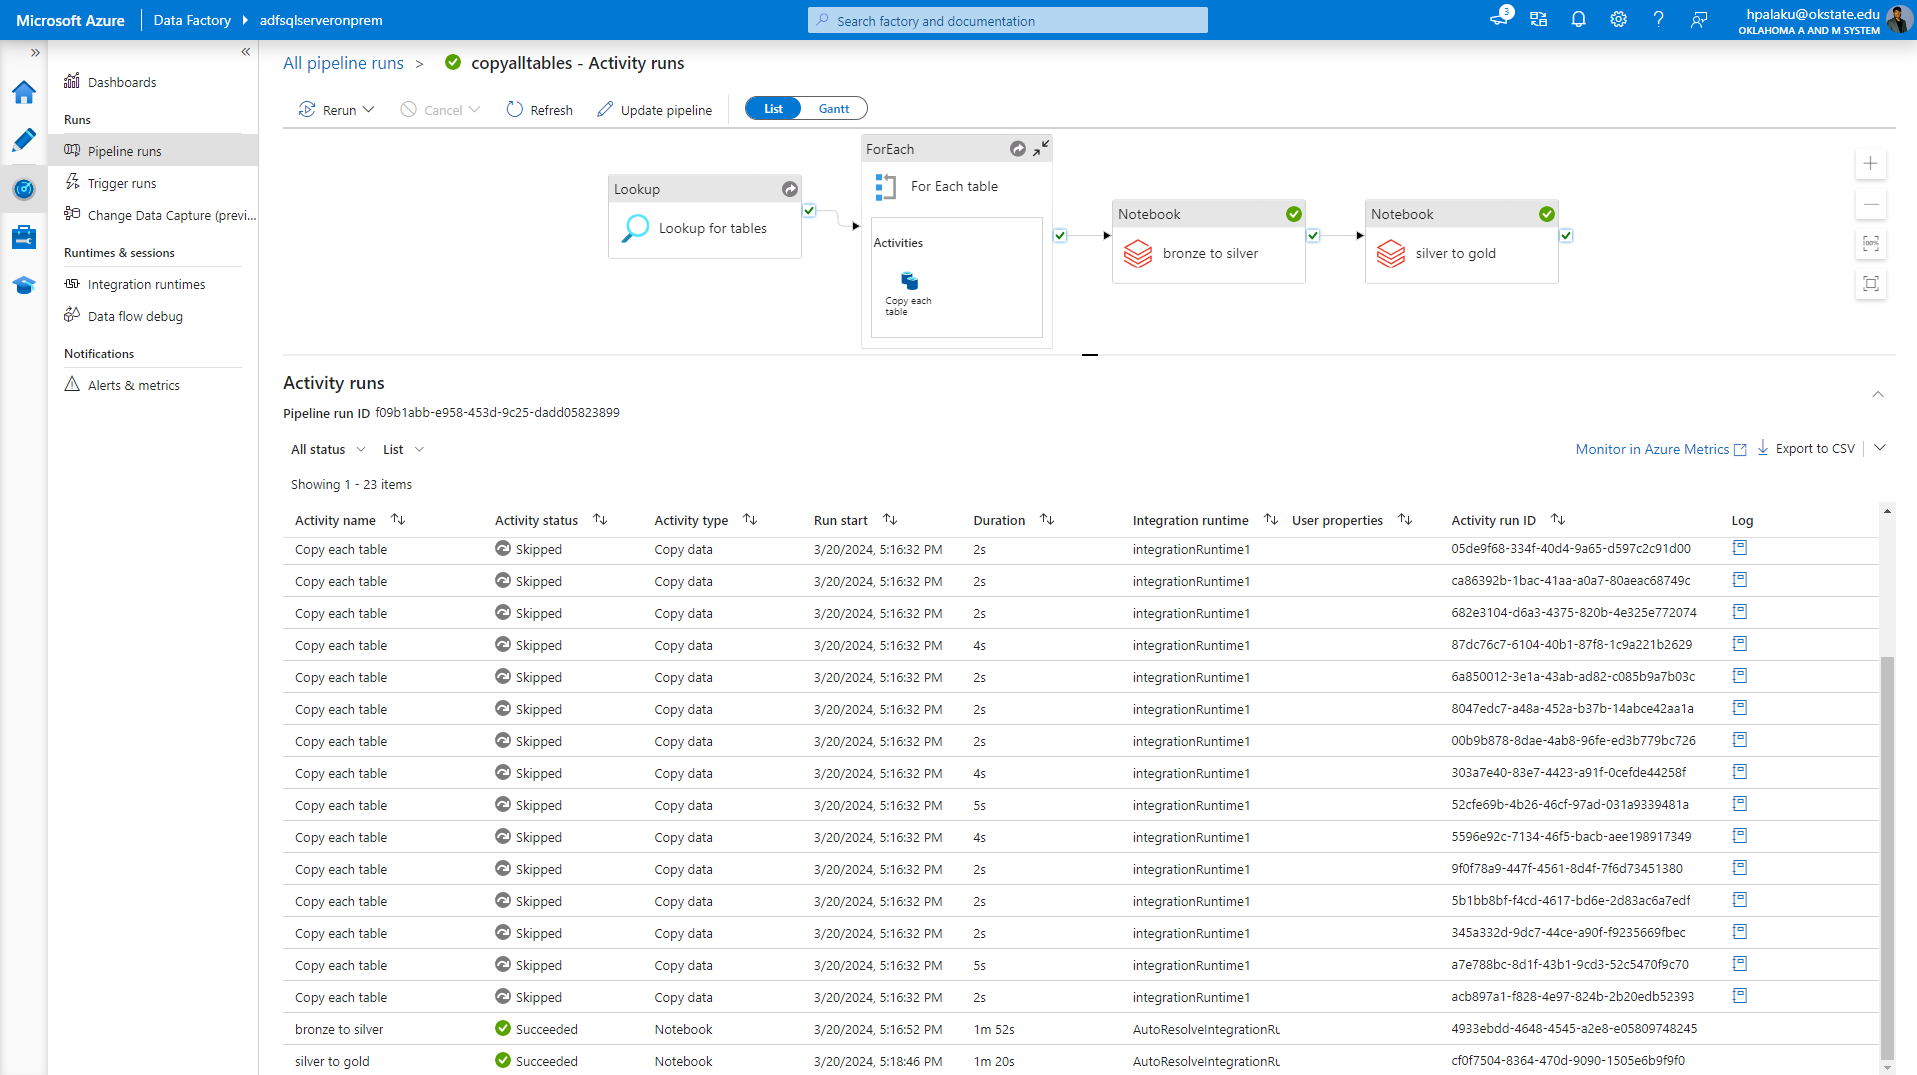 Microsoft Azure
Data Factory
adfsqlserveronprem
Search factory and documentation
3
hpalaku@okstate.edu
OKLAHOMA A AND M SYSTEM
Dashboards
Runs
Pipeline runs
Trigger runs
Change Data Capture (previ...
Runtimes & sessions
Integration runtimes
Data flow debug
Notifications
Alerts & metrics
All pipeline runs > copyalltables - Activity runs
Rerun
Cancel
Refresh
Update pipeline
List
Gantt
Lookup
Lookup for tables
ForEach
For Each table
Activities
Copy each
table
Notebook
bronze to silver
Notebook
silver to gold
100%
Activity runs
Pipeline run ID f09b1abb-e958-453d-9c25-dadd05823899
All status
List
Monitor in Azure Metrics
Export to CSV
Showing 1 - 23 items
Activity name Activity status Activity type Run start Duration Integration runtime User properties Activity run ID Log
Copy each table Skipped Copy data 3/20/2024, 5:16:32 PM 2s integrationRuntime1 05de9f68-334f-40d4-9a65-d597c2c91d00
Copy each table Skipped Copy data 3/20/2024, 5:16:32 PM 2s integrationRuntime1 ca86392b-1bac-41aa-a0a7-80aeac68749c
Copy each table Skipped Copy data 3/20/2024, 5:16:32 PM 2s integrationRuntime1 682e3104-d6a3-4375-820b-4e325e772074
Copy each table Skipped Copy data 3/20/2024, 5:16:32 PM 4s integrationRuntime1 87dc76c7-6104-40b1-87f8-1c9a221b2629
Copy each table Skipped Copy data 3/20/2024, 5:16:32 PM 2s integrationRuntime1 6a850012-3e1a-43ab-ad82-c085b9a7b03c
Copy each table Skipped Copy data 3/20/2024, 5:16:32 PM 2s integrationRuntime1 8047edc7-a48a-452a-b37b-14abce42aa1a
Copy each table Skipped Copy data 3/20/2024, 5:16:32 PM 2s integrationRuntime1 00b9b878-8dae-4ab8-96fe-ed3b779bc726
Copy each table Skipped Copy data 3/20/2024, 5:16:32 PM 4s integrationRuntime1 303a7e40-83e7-4423-a91f-0cefde44258f
Copy each table Skipped Copy data 3/20/2024, 5:16:32 PM 5s integrationRuntime1 52cfe69b-4b26-46cf-97ad-031a9339481a
Copy each table Skipped Copy data 3/20/2024, 5:16:32 PM 4s integrationRuntime1 5596e92c-7134-46f5-bacb-aee198917349
Copy each table Skipped Copy data 3/20/2024, 5:16:32 PM 2s integrationRuntime1 9f0f78a9-447f-4561-8d4f-7f6d73451380
Copy each table Skipped Copy data 3/20/2024, 5:16:32 PM 2s integrationRuntime1 5b1bb8bf-f4cd-4617-bd6e-2d83ac6a7edf
Copy each table Skipped Copy data 3/20/2024, 5:16:32 PM 2s integrationRuntime1 345a332d-9dc7-44ce-a90f-f9235669fbec
Copy each table Skipped Copy data 3/20/2024, 5:16:32 PM 5s integrationRuntime1 a7e788bc-8d1f-43b1-9cd3-52c5470f9c70
Copy each table Skipped Copy data 3/20/2024, 5:16:32 PM 2s integrationRuntime1 acb897a1-f828-4e97-824b-2b20edb52393
bronze to silver Succeeded Notebook 3/20/2024, 5:16:52 PM 1m 52s AutoResolveIntegrationRu 4933ebdd-4648-4545-a2e8-e05809748245
silver to gold Succeeded Notebook 3/20/2024, 5:18:46 PM 1m 20s AutoResolveIntegrationRu cf0f7504-8364-470d-9090-1505e6b9f9f0